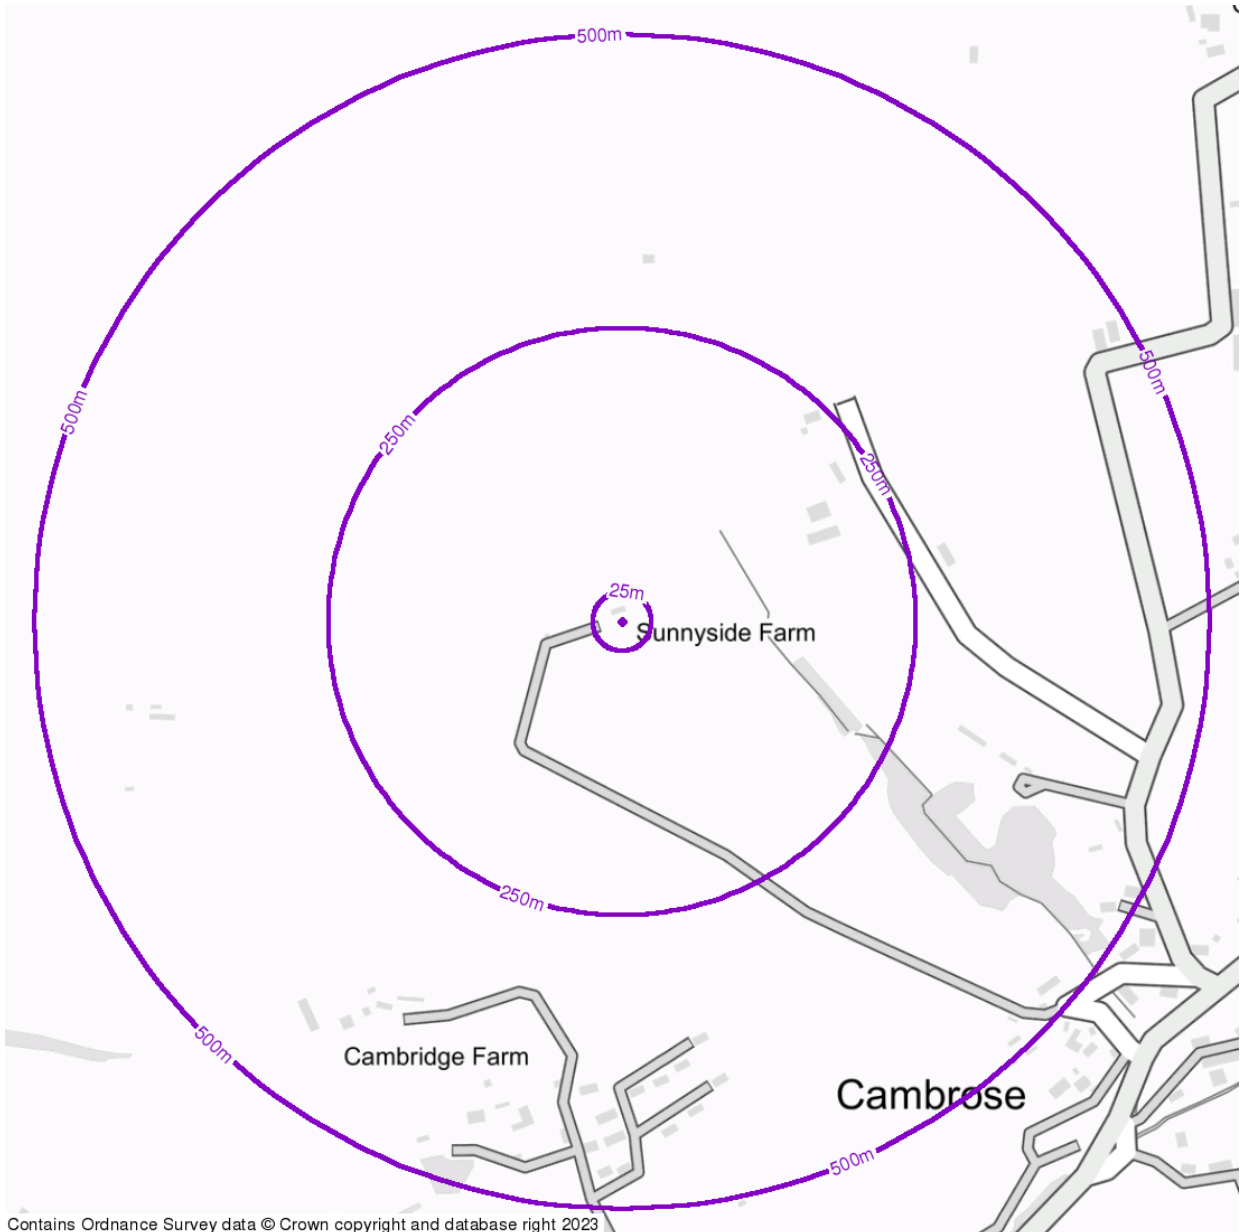 500m
500m
500m
250m
250m
25m
Sunnyside Farm
250m
500m
Cambridge Farm
Cambrose
500m
Contains Ordnance Survey data © Crown copyright and database right 2023